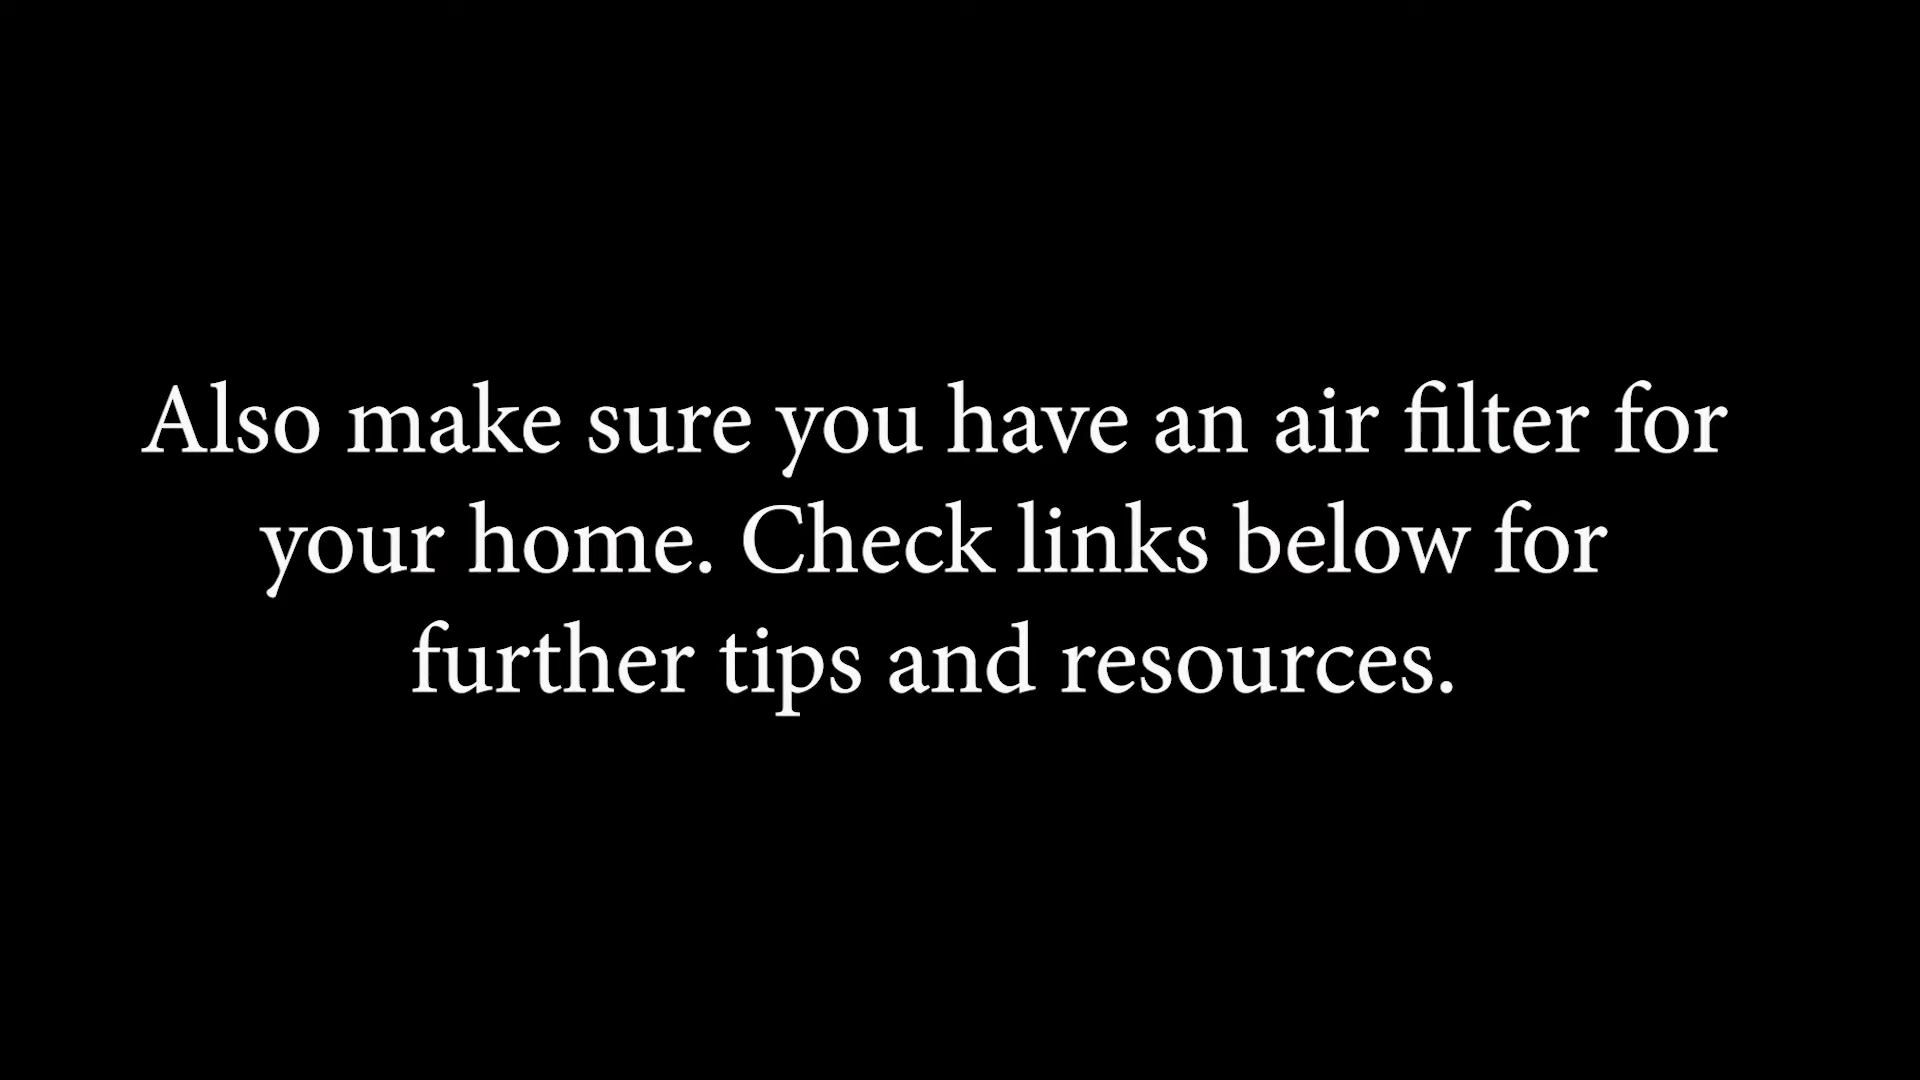 Also make sure you have an air filter for
your home. Check links below for
further tips and resources.